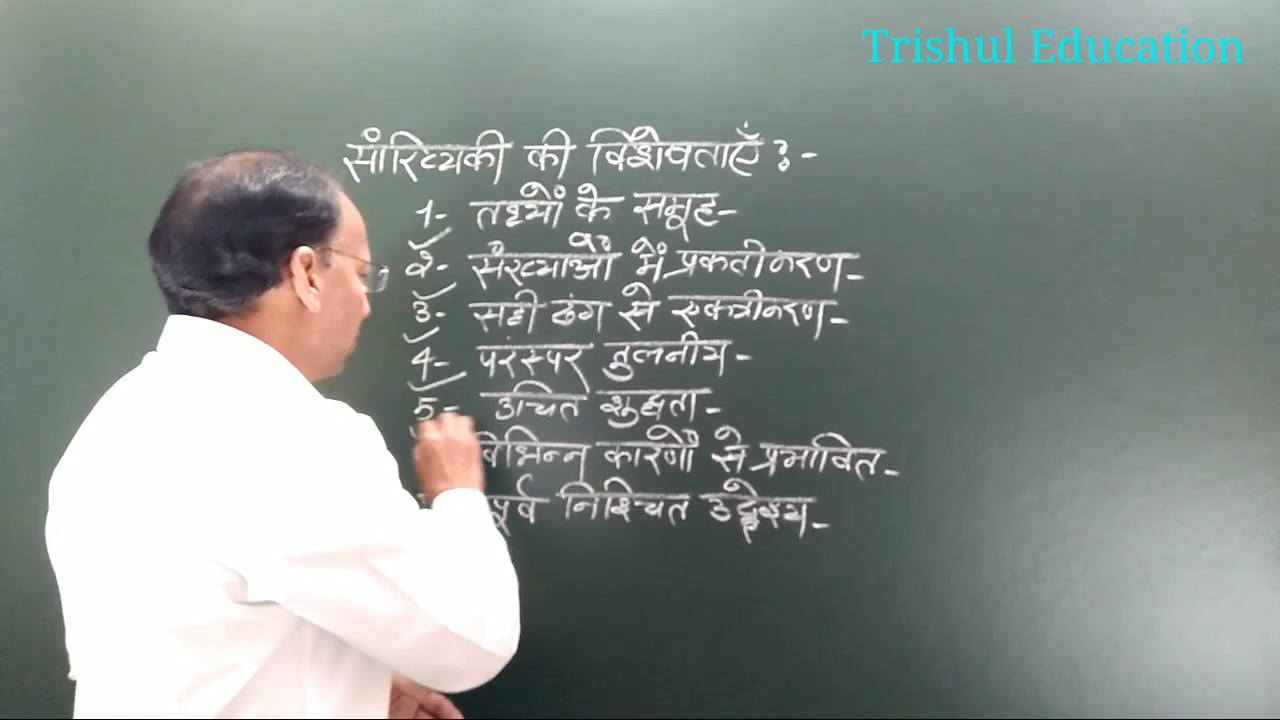 Trishul Education
सांख्यिकी की विशेषताएँ :-
1- तथ्यों के समूह-
2- संख्याओं में प्रकटीकरण-
3- सही ढंग से एकत्रीकरण-
4- परंस्पर तुलनीय-
5- उचित शुद्धता-
विभिन्न कारणों से प्रभावित-
पूर्व निश्चित उद्देश्य-